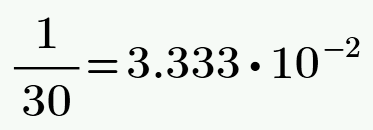 1/30 = 3.333 • 10⁻²